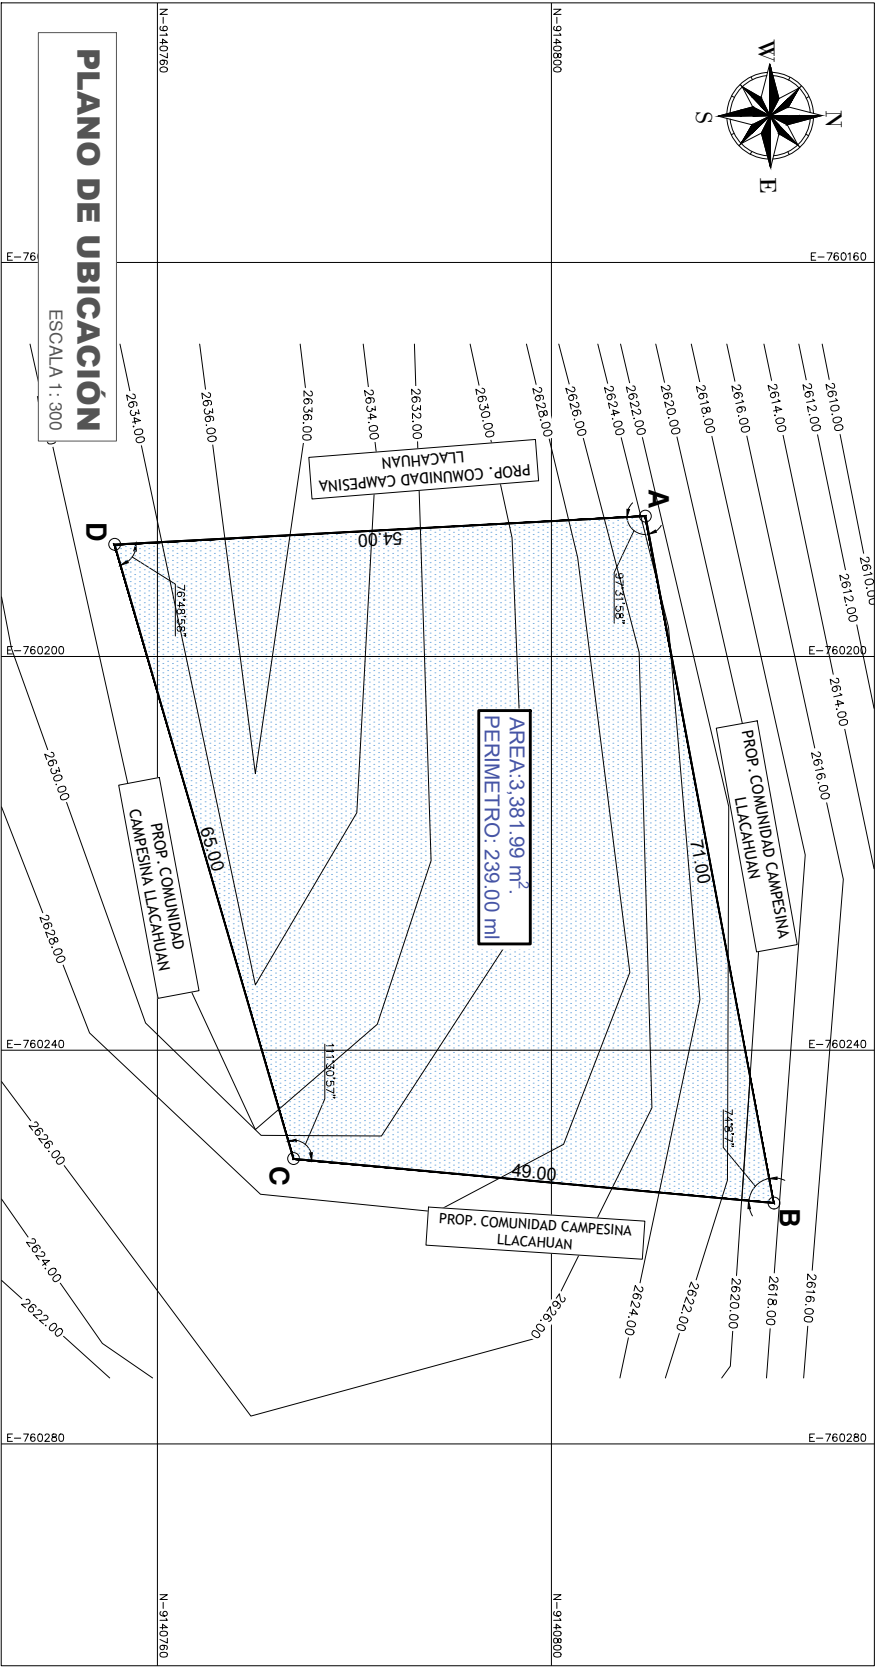 N-9140760
N-9140800
N
W
E
S
PLANO DE UBICACIÓN
ESCALA 1: 300
E-76
E-760160
2634.00
2636.00
2636.00
2634.00
2632.00
2630.00
2628.00
2626.00
2624.00
2622.00
2620.00
2618.00
2616.00
2614.00
2612.00
2610.00
2610.00
2612.00
2614.00
2616.00
PROP. COMUNIDAD CAMPESINA
LLACAHUAN
A
D
54.00
97°31'58"
76°48'58"
E-760200
AREA:3,381.99 m².
PERIMETRO: 239.00 ml
PROP. COMUNIDAD CAMPESINA
LLACAHUAN
71.00
65.00
PROP. COMUNIDAD
CAMPESINA LLACAHUAN
2630.00
2628.00
E-760240
111°30'57"
74°8'7"
B
C
49.00
PROP. COMUNIDAD CAMPESINA
LLACAHUAN
2626.00
2624.00
2622.00
2626.00
2624.00
2622.00
2620.00
2618.00
2616.00
E-760280
E-760280
N-9140760
N-9140800